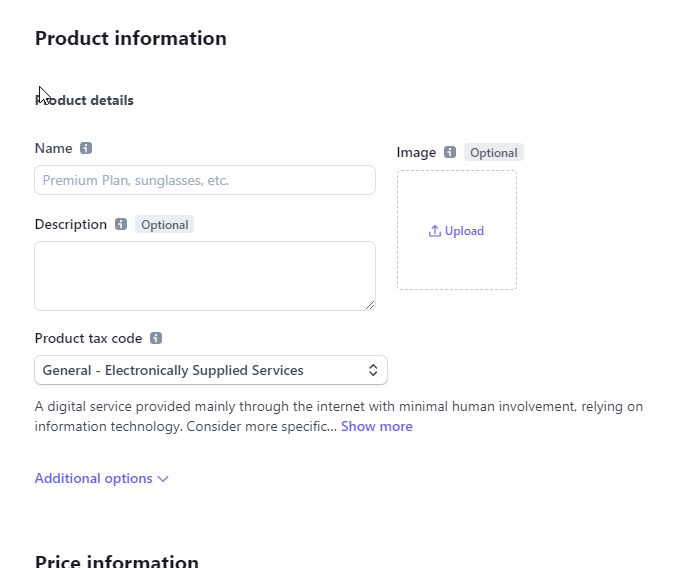 Product information
Product details
Name
Image Optional
Premium Plan, sunglasses, etc.
Upload
Description Optional
Product tax code
General - Electronically Supplied Services
A digital service provided mainly through the internet with minimal human involvement, relying on
information technology. Consider more specific... Show more
Additional options
Price information